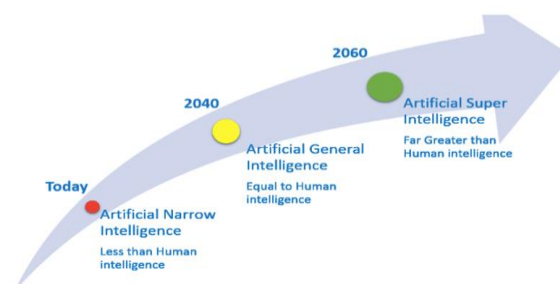 Today
Artificial Narrow
Intelligence
Less than Human
intelligence
2040
Artificial General
Intelligence
Equal to Human
intelligence
2060
Artificial Super
Intelligence
Far Greater than
Human intelligence